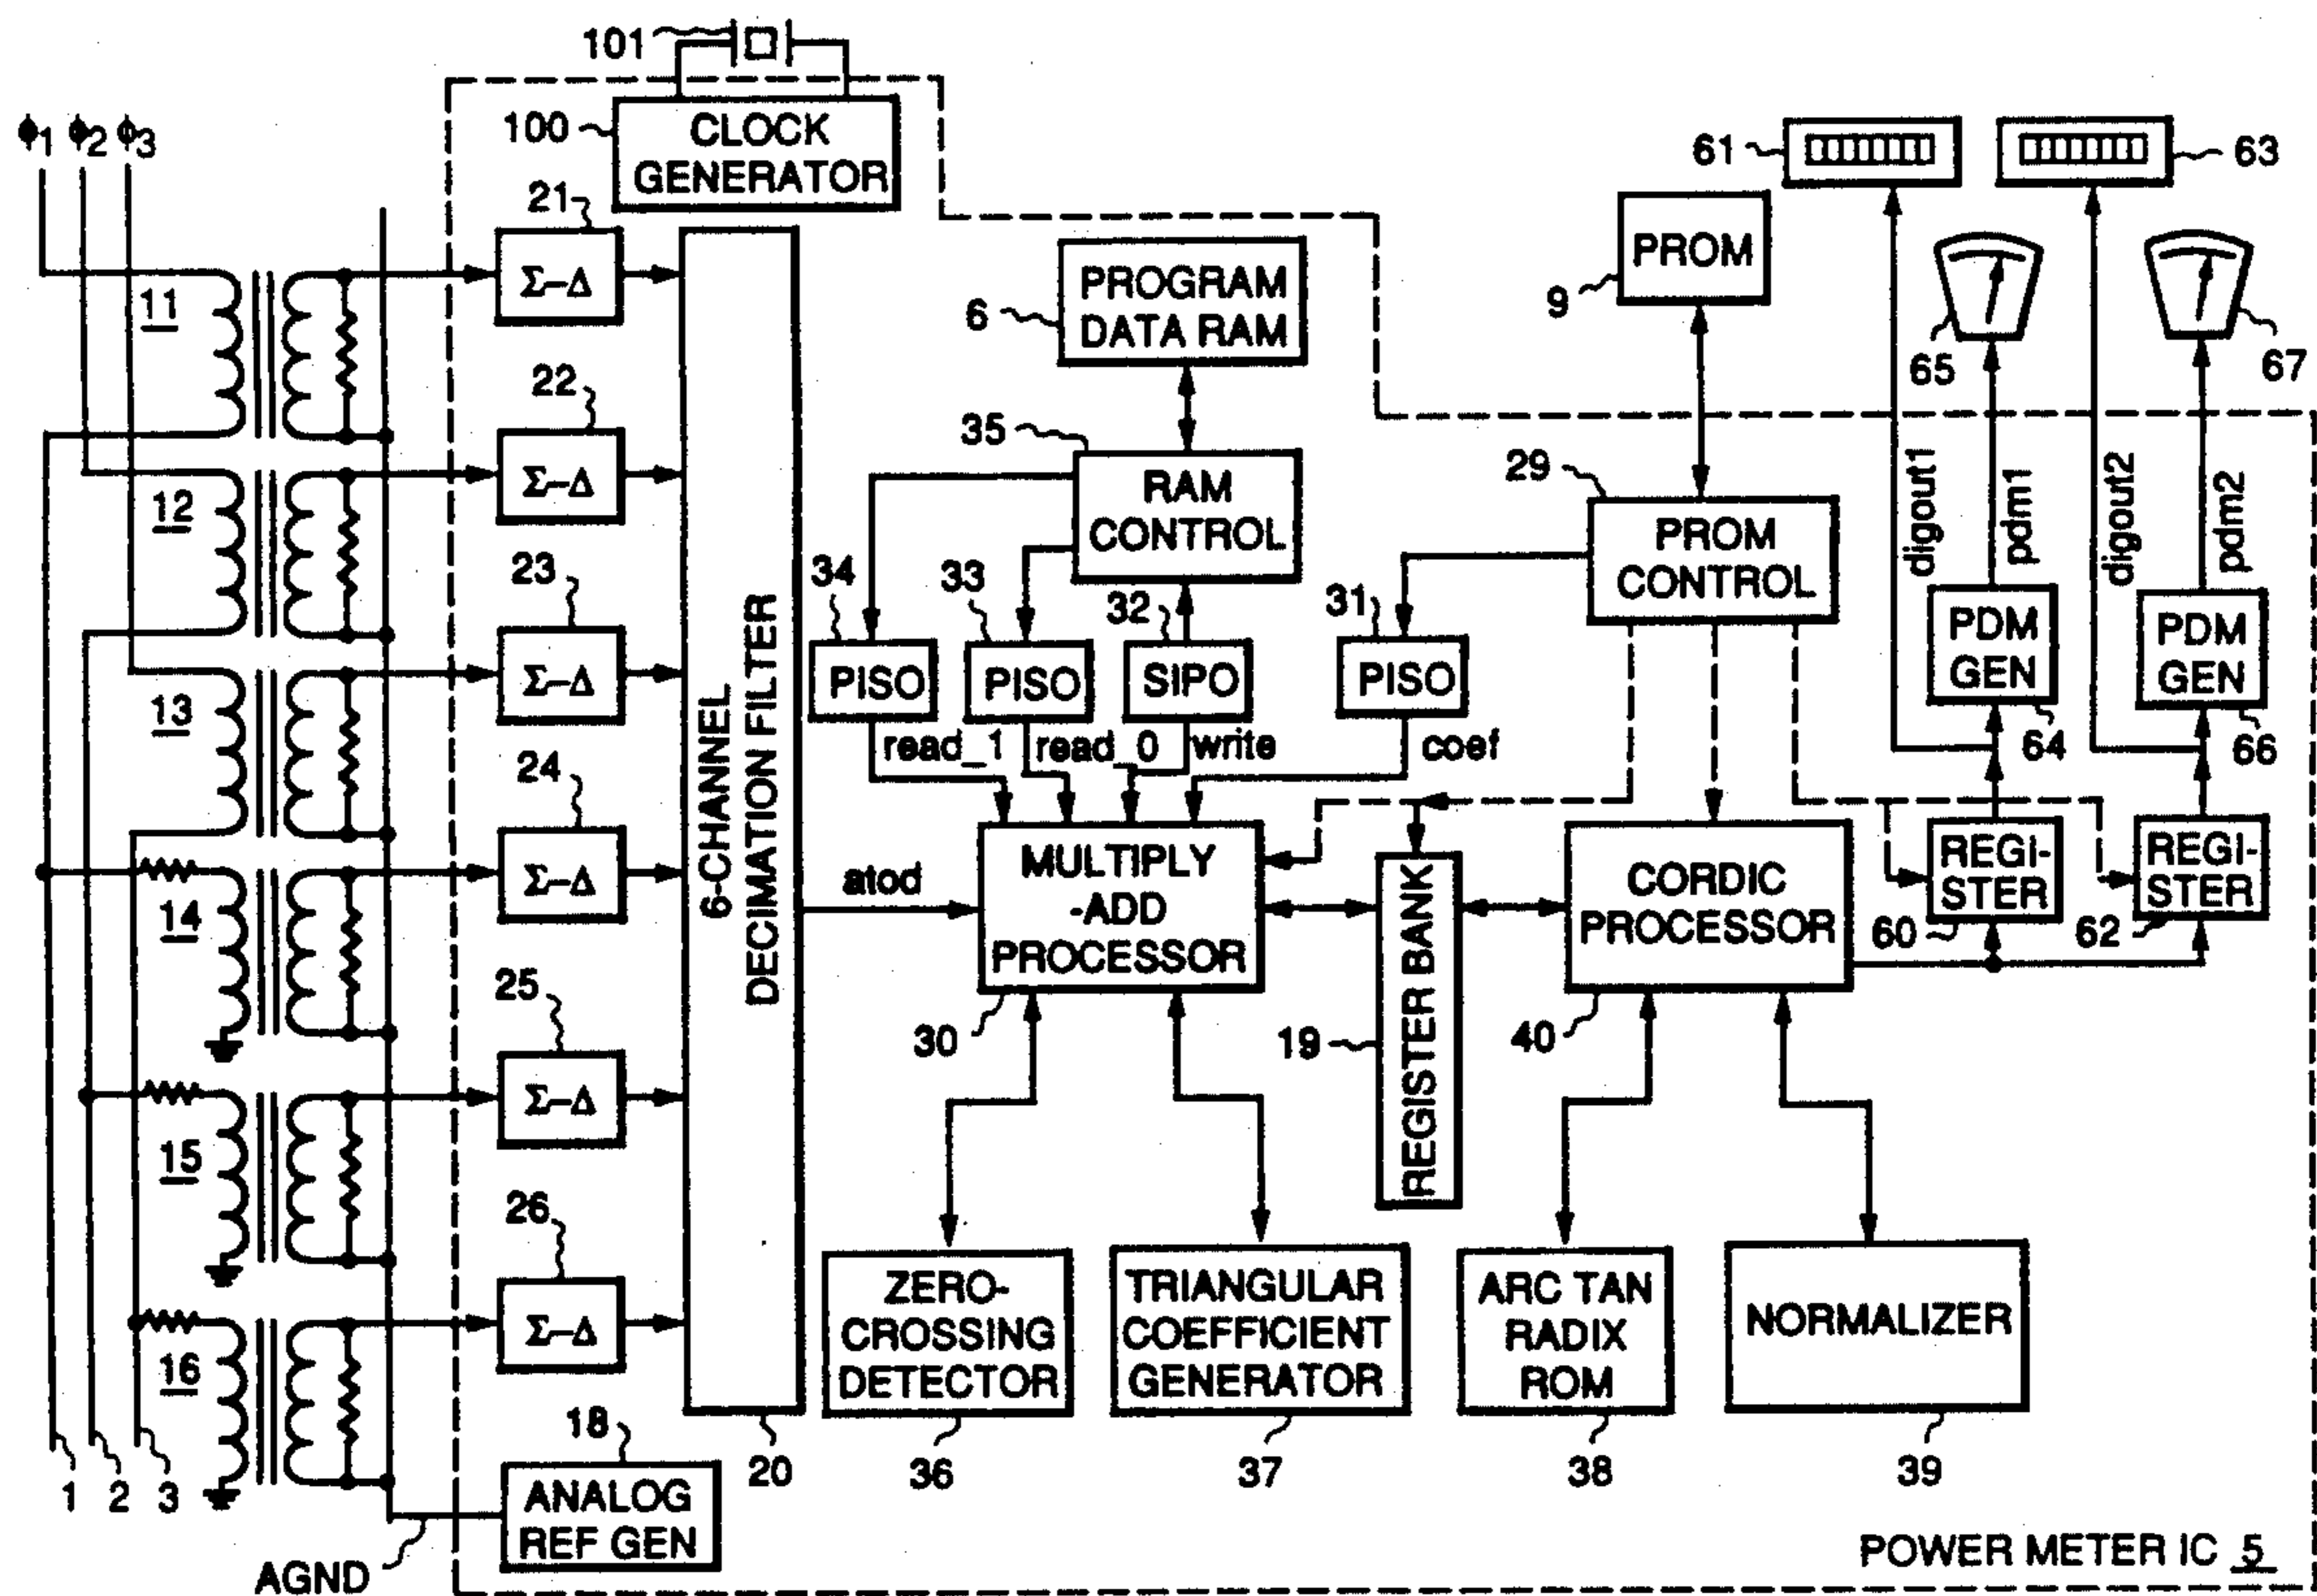 101
100
CLOCK
GENERATOR
ϕ1 ϕ2 ϕ3
61
63
21
Σ–Δ
PROGRAM
DATA RAM
6
PROM
9
11
65
67
22
Σ–Δ
35
RAM
CONTROL
29
PROM
CONTROL
digout1
pdm1
digout2
pdm2
12
23
Σ–Δ
34
PISO
33
PISO
32
SIPO
31
PISO
PDM
GEN
64
PDM
GEN
66
13
read_1
read_0
write
coef
6-CHANNEL
DECIMATION FILTER
24
Σ–Δ
14
atod
MULTIPLY
-ADD
PROCESSOR
30
REGISTER BANK
19
CORDIC
PROCESSOR
40
REGI-
STER
60
REGI-
STER
62
25
Σ–Δ
15
26
Σ–Δ
16
ZERO-
CROSSING
DETECTOR
36
TRIANGULAR
COEFFICIENT
GENERATOR
37
ARC TAN
RADIX
ROM
38
NORMALIZER
39
18
ANALOG
REF GEN
20
1 2 3
AGND
POWER METER IC 5